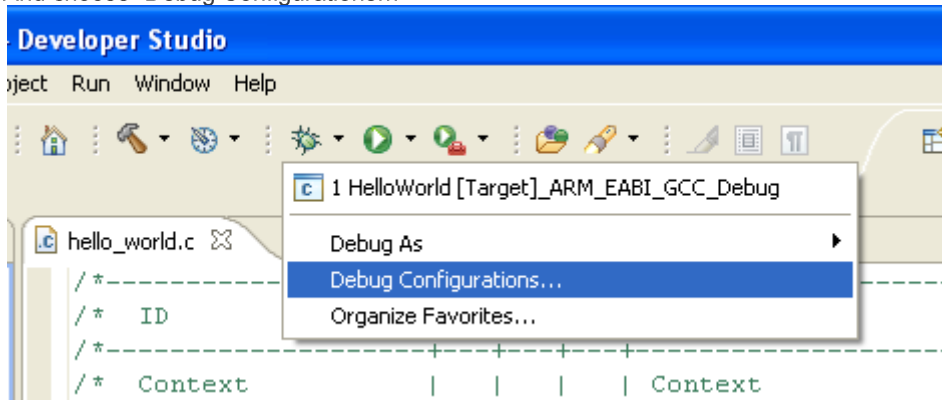 Developer Studio
oject Run Window Help
1 HelloWorld [Target]_ARM_EABI_GCC_Debug
hello_world.c
Debug As
/*---
Debug Configurations...
/* ID
Organize Favorites...
/*--------------------+---+---+---+--------------------
/* Context | | | | Context